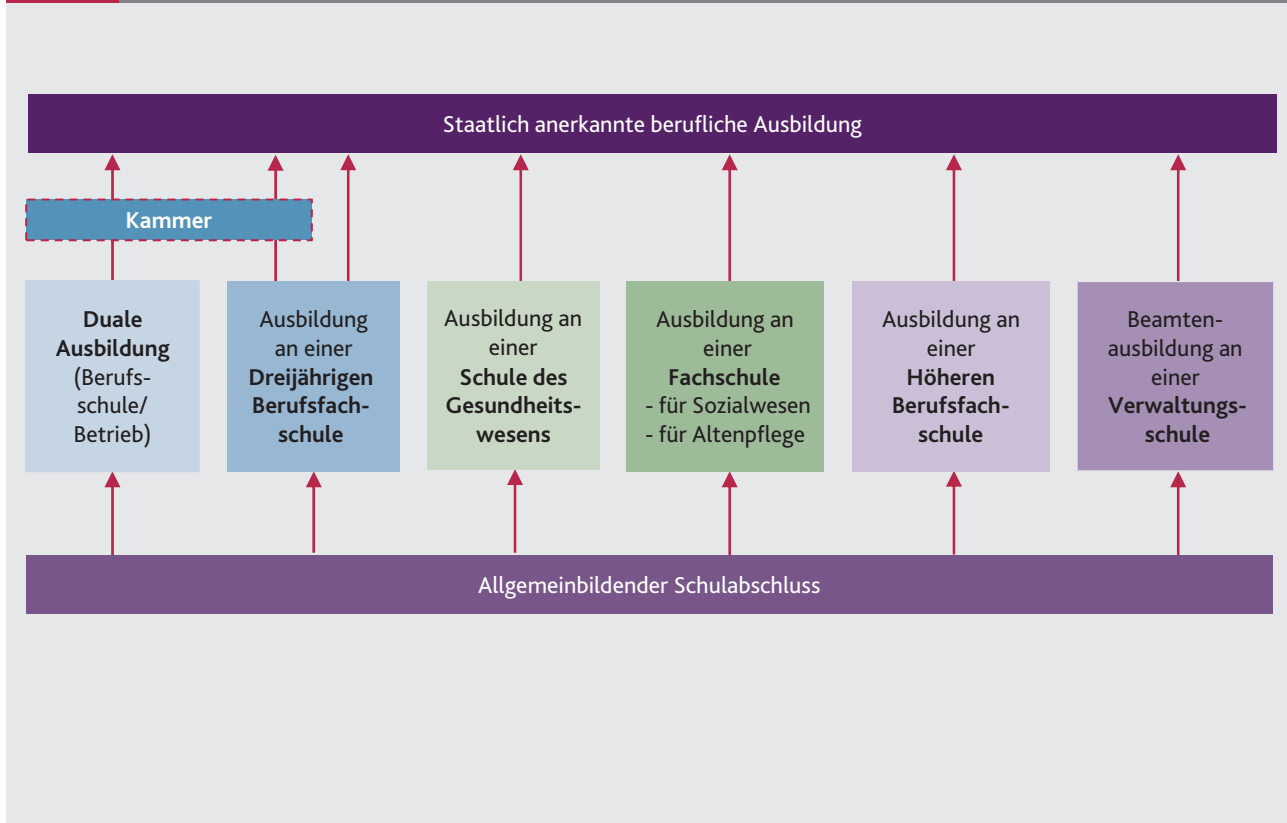 Staatlich anerkannte berufliche Ausbildung
Kammer
Duale
Ausbildung
(Berufs-
schule/
Betrieb)
Ausbildung
an einer
Dreijährigen
Berufsfach-
schule
Ausbildung an
einer
Schule des
Gesundheits-
wesens
Ausbildung an
einer
Fachschule
- für Sozialwesen
- für Altenpflege
Ausbildung an
einer
Höheren
Berufsfach-
schule
Beamten-
ausbildung an
einer
Verwaltungs-
schule
Allgemeinbildender Schulabschluss